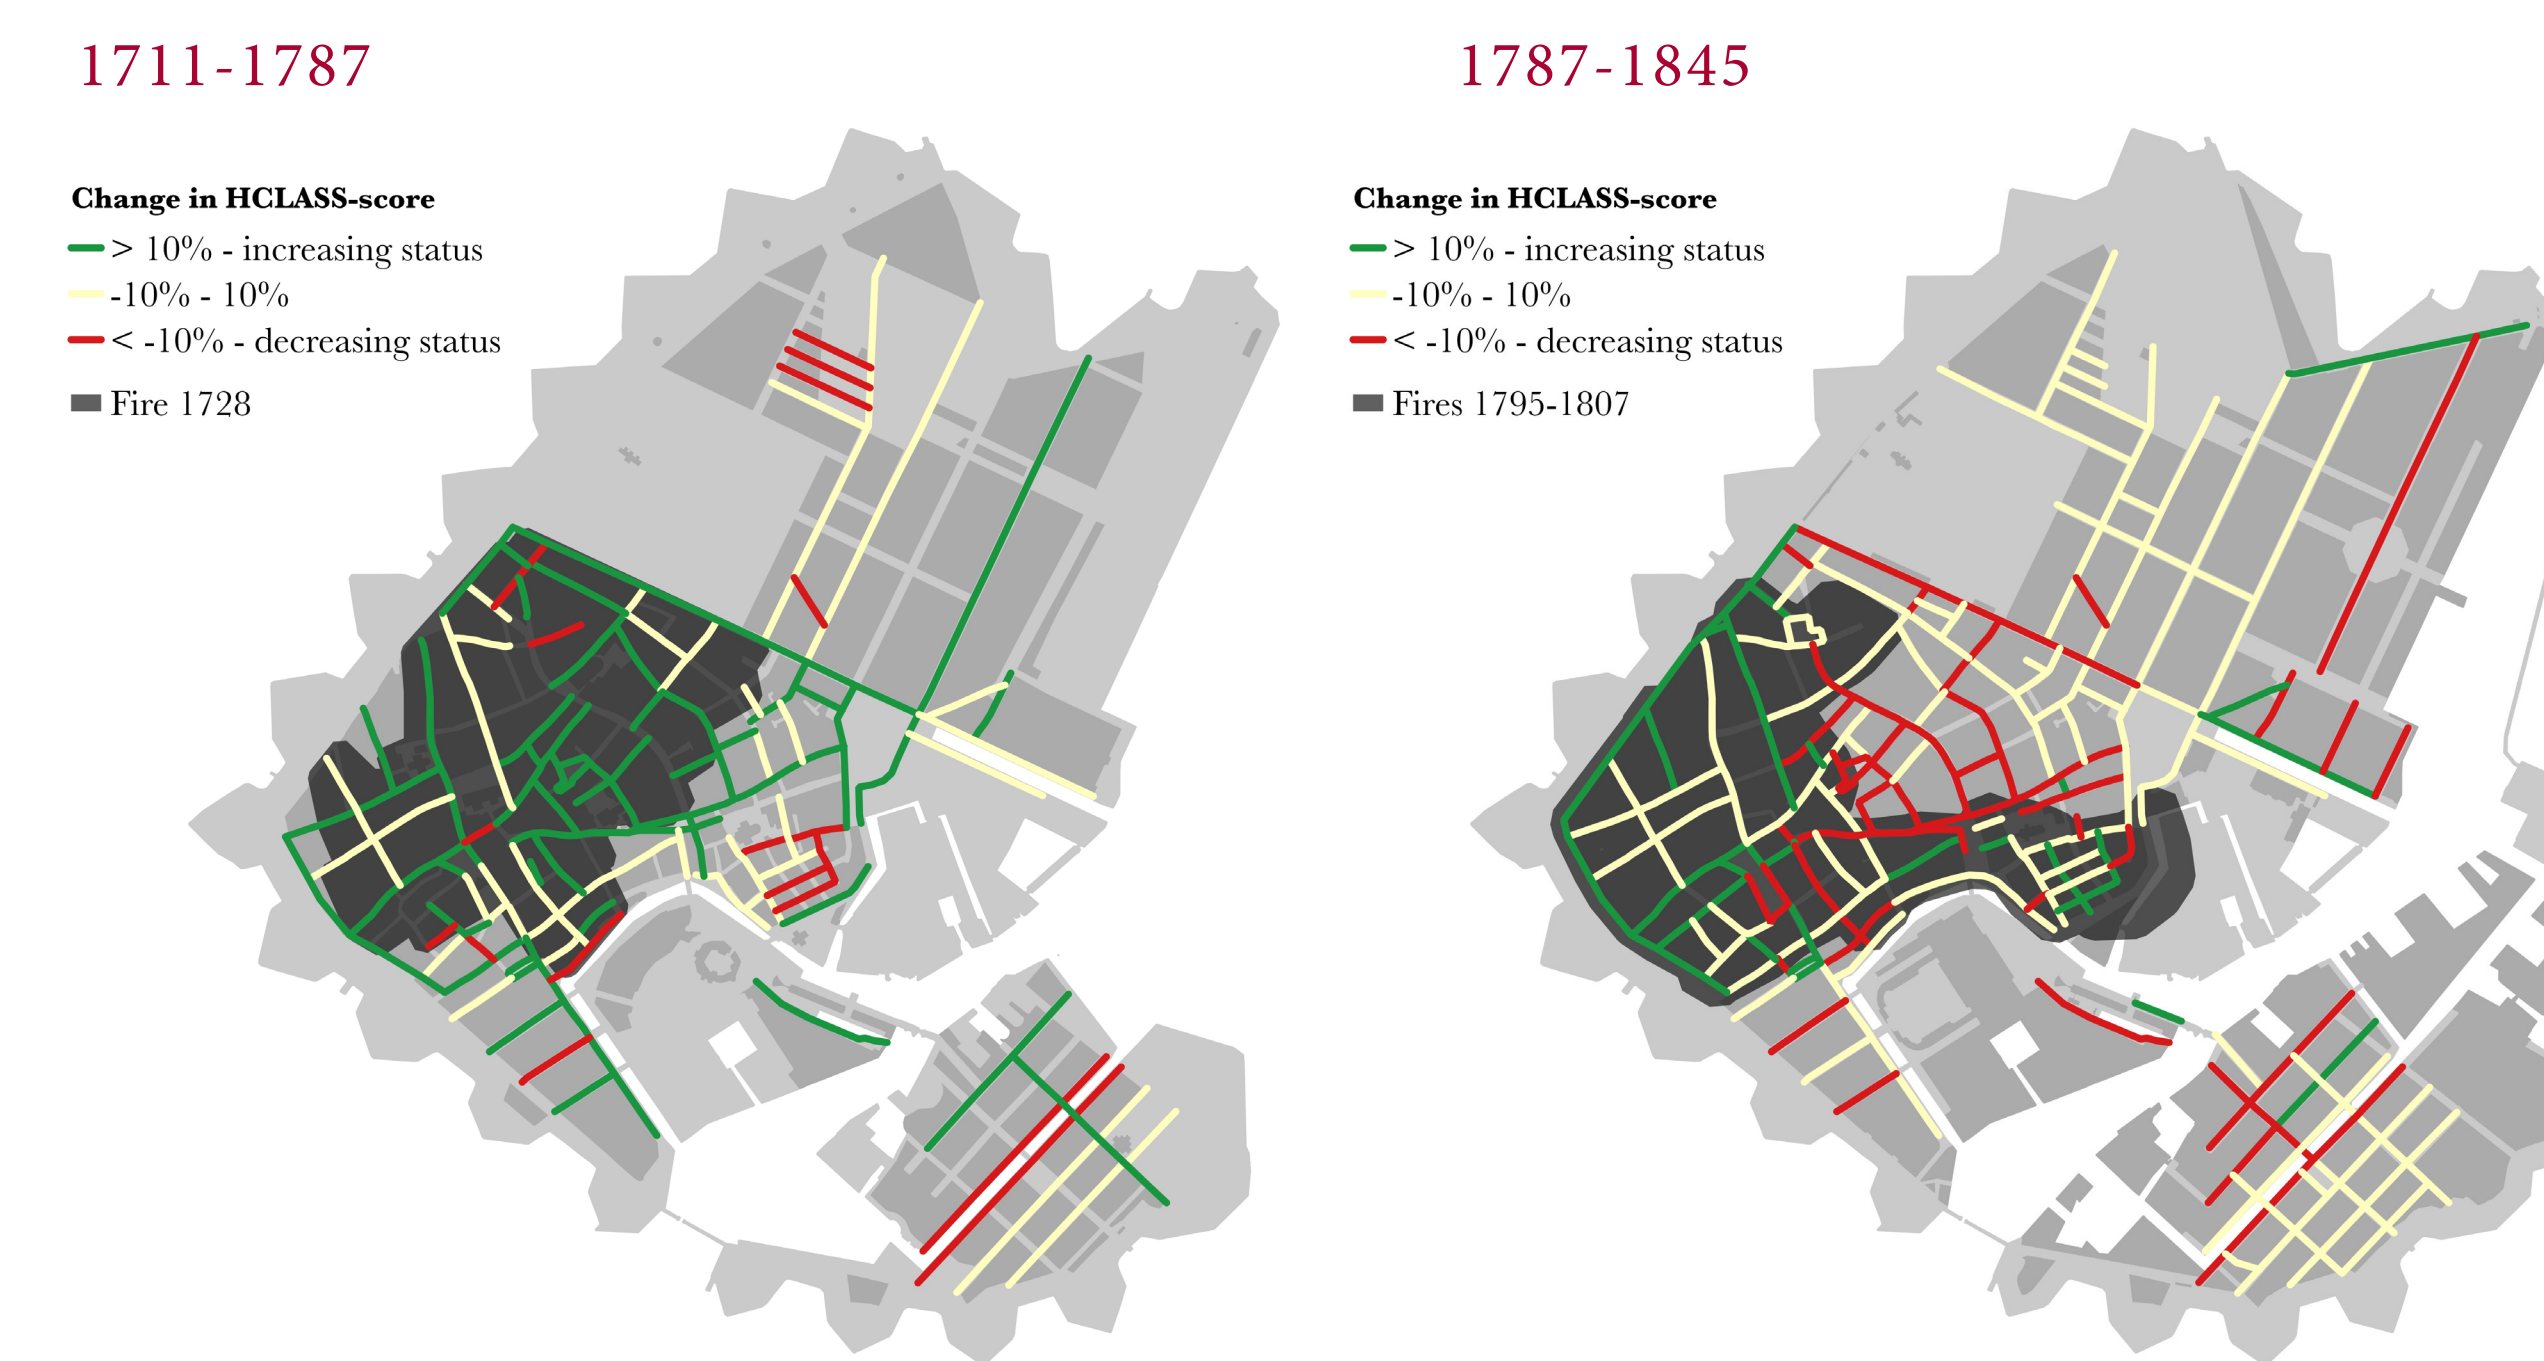 1711-1787
Change in HCLASS-score
> 10% - increasing status
-10% - 10%
< -10% - decreasing status
Fire 1728
1787-1845
Change in HCLASS-score
> 10% - increasing status
-10% - 10%
< -10% - decreasing status
Fires 1795-1807